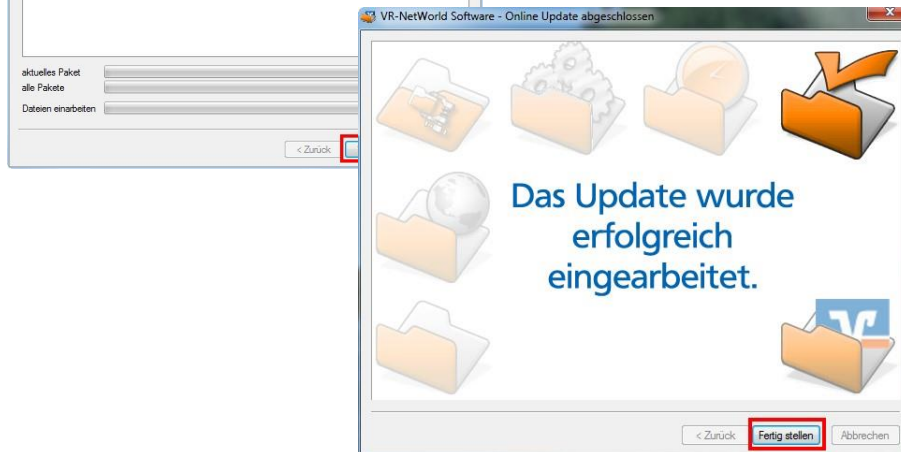 VR-NetWorld Software - Online Update abgeschlossen
aktuelles Paket
alle Pakete
Dateien einarbeiten
< Zurück
Das Update wurde
erfolgreich
eingearbeitet.
< Zurück
Fertig stellen
Abbrechen